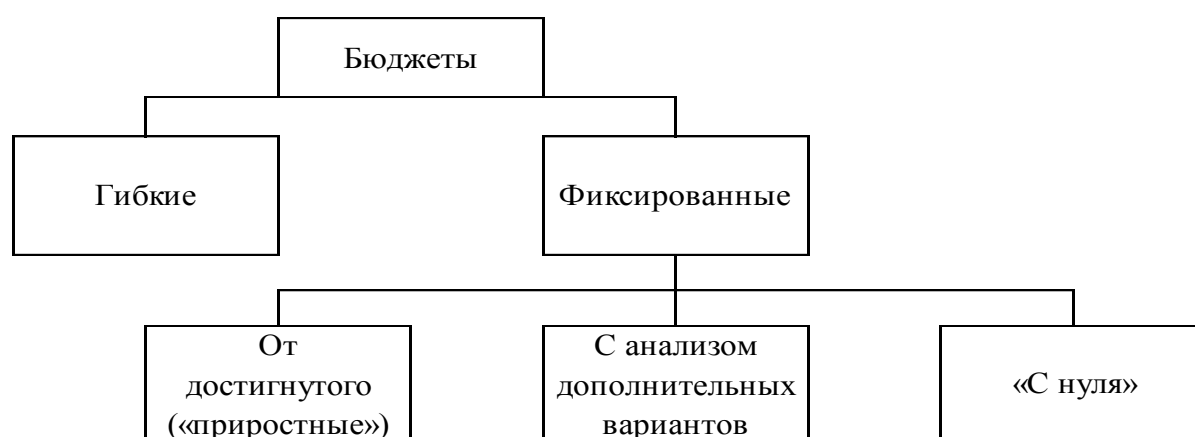 Бюджеты
Гибкие
Фиксированные
От
достигнутого
(«приростные»)
С анализом
дополнительных
вариантов
«С нуля»